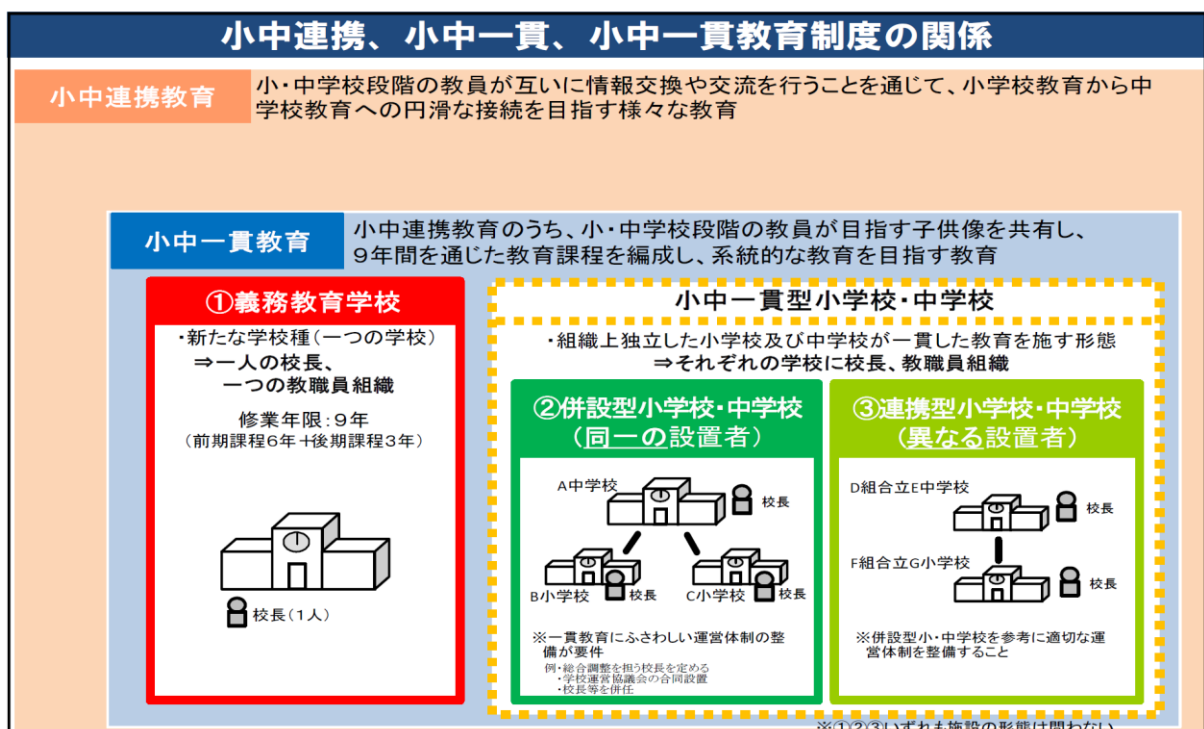 小中連携、小中一貫、小中一貫教育制度の関係
小中連携教育
小・中学校段階の教員が互いに情報交換や交流を行うことを通じて、小学校教育から中
学校教育への円滑な接続を目指す様々な教育
小中一貫教育
小中連携教育のうち、小・中学校段階の教員が目指す子供像を共有し、
9年間を通じた教育課程を編成し、系統的な教育を目指す教育
①義務教育学校
・新たな学校種(一つの学校)
⇒一人の校長、
一つの教職員組織
修業年限:9年
(前期課程6年+後期課程3年)
校長(1人)
小中一貫型小学校・中学校
・組織上独立した小学校及び中学校が一貫した教育を施す形態
⇒それぞれの学校に校長、教職員組織
②併設型小学校・中学校
(同一の設置者)
A中学校
校長
B小学校
校長
C小学校
校長
※一貫教育にふさわしい運営体制の整
備が要件
例・総合調整を担う校長を定める
・学校運営協議会の合同設置
・校長等を併任
③連携型小学校・中学校
(異なる設置者)
D組合立E中学校
校長
F組合立G小学校
校長
※併設型小・中学校を参考に適切な運
営体制を整備すること
※①②③いずれも施設の形態は問わない